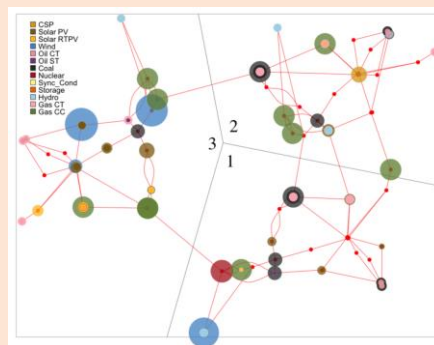 CSP
Solar PV
Solar RTPV
Wind
Oil CT
Oil ST
Coal
Nuclear
Sync_Cond
Storage
Hydro
Gas CT
Gas CC
2
3
1